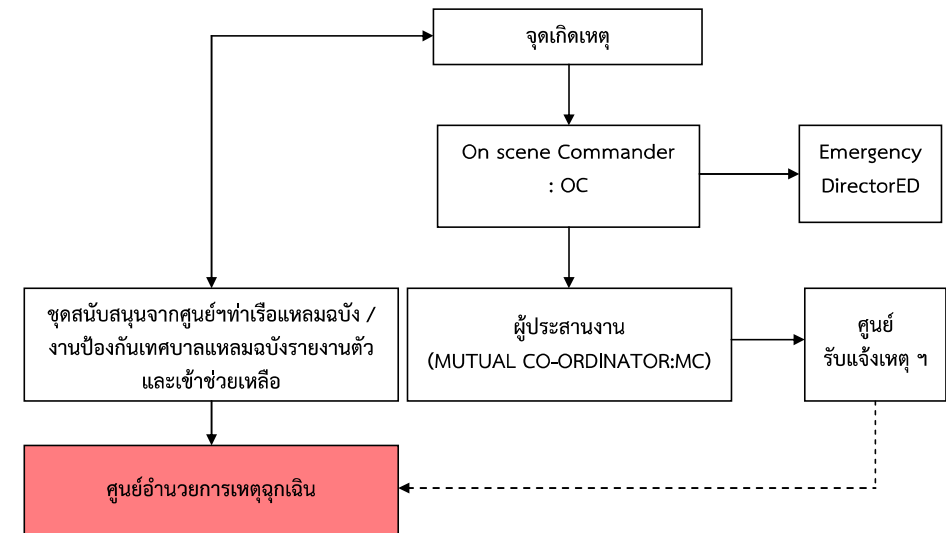 จุดเกิดเหตุ
On scene Commander
: OC
Emergency
DirectorED
ชุดสนับสนุนจากศูนย์ฯท่าเรือแหลมฉบัง /
งานป้องกันเทศบาลแหลมฉบังรายงานตัว
และเข้าช่วยเหลือ
ผู้ประสานงาน
(MUTUAL CO-ORDINATOR:MC)
ศูนย์
รับแจ้งเหตุ ฯ
ศูนย์อำนวยการเหตุฉุกเฉิน